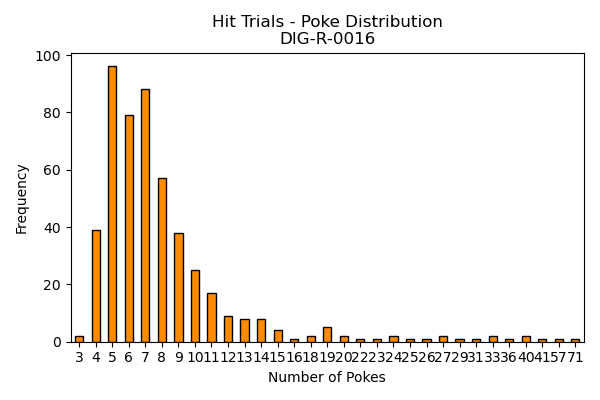 Hit Trials - Poke Distribution
DIG-R-0016
100
80
60
40
20
0
Frequency
3 4 5 6 7 8 9 10 11 12 13 14 15 16 18 19 20 22 23 24 25 26 27 29 31 33 36 40 41 57 71
Number of Pokes